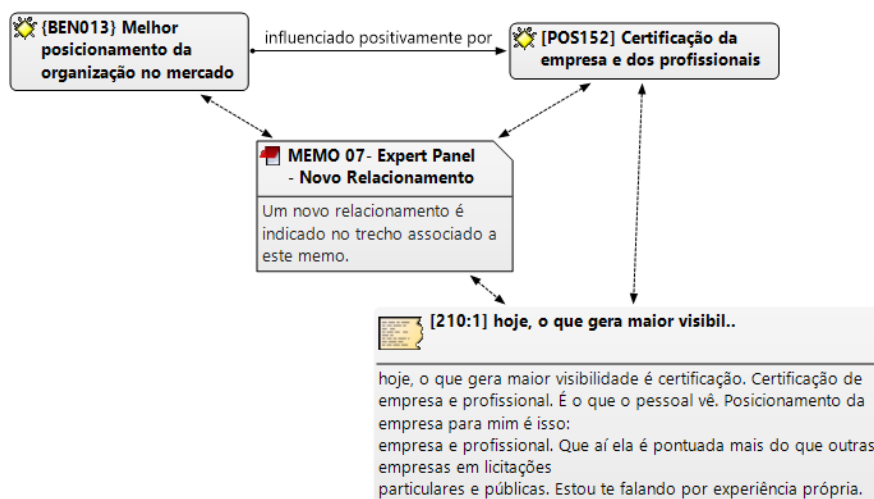 {BEN013} Melhor
posicionamento da
organização no mercado
influenciado positivamente por
[POS152] Certificação da
empresa e dos profissionais
MEMO 07- Expert Panel
- Novo Relacionamento
Um novo relacionamento é
indicado no trecho associado a
este memo.
[210:1] hoje, o que gera maior visibil..
hoje, o que gera maior visibilidade é certificação. Certificação de
empresa e profissional. É o que o pessoal vê. Posicionamento da
empresa para mim é isso:
empresa e profissional. Que aí ela é pontuada mais do que outras
empresas em licitações
particulares e públicas. Estou te falando por experiência própria.